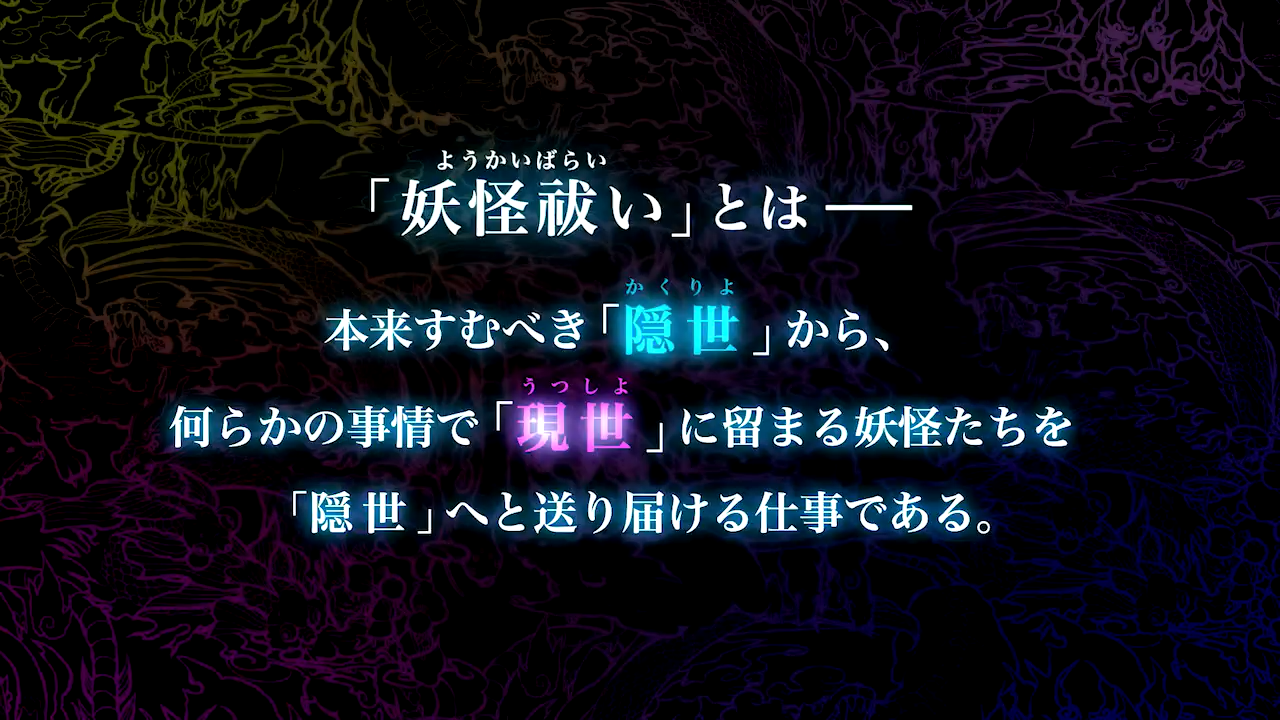 ようかいばらい
「妖怪祓い」とは──
かくりよ
本来すむべき「隠世」から、
うつしよ
何らかの事情で「現世」に留まる妖怪たちを
「隠世」へと送り届ける仕事である。